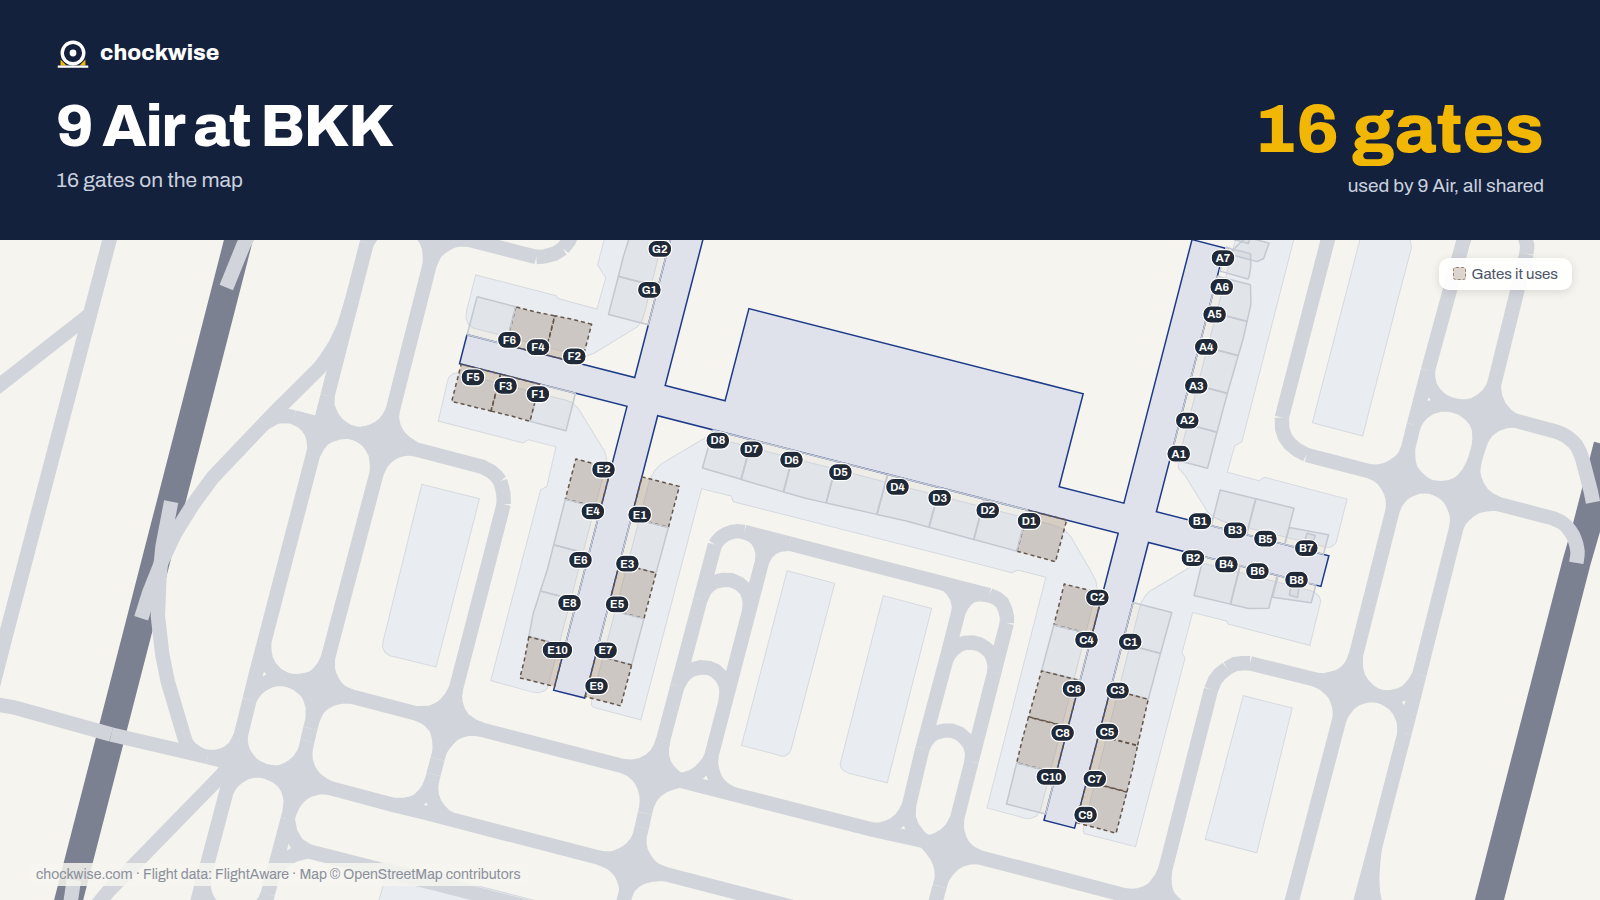 chockwise
9 Air at BKK
16 gates on the map
16 gates
used by 9 Air, all shared
Gates it uses
G2
G1
F6
F4
F2
F5
F3
F1
E2
E4
E1
E6
E3
E8
E5
E10
E7
E9
D8
D7
D6
D5
D4
D3
D2
D1
A7
A6
A5
A4
A3
A2
A1
B1
B3
B5
B7
B2
B4
B6
B8
C2
C4
C1
C6
C3
C8
C5
C10
C7
C9
chockwise.com · Flight data: FlightAware · Map © OpenStreetMap contributors